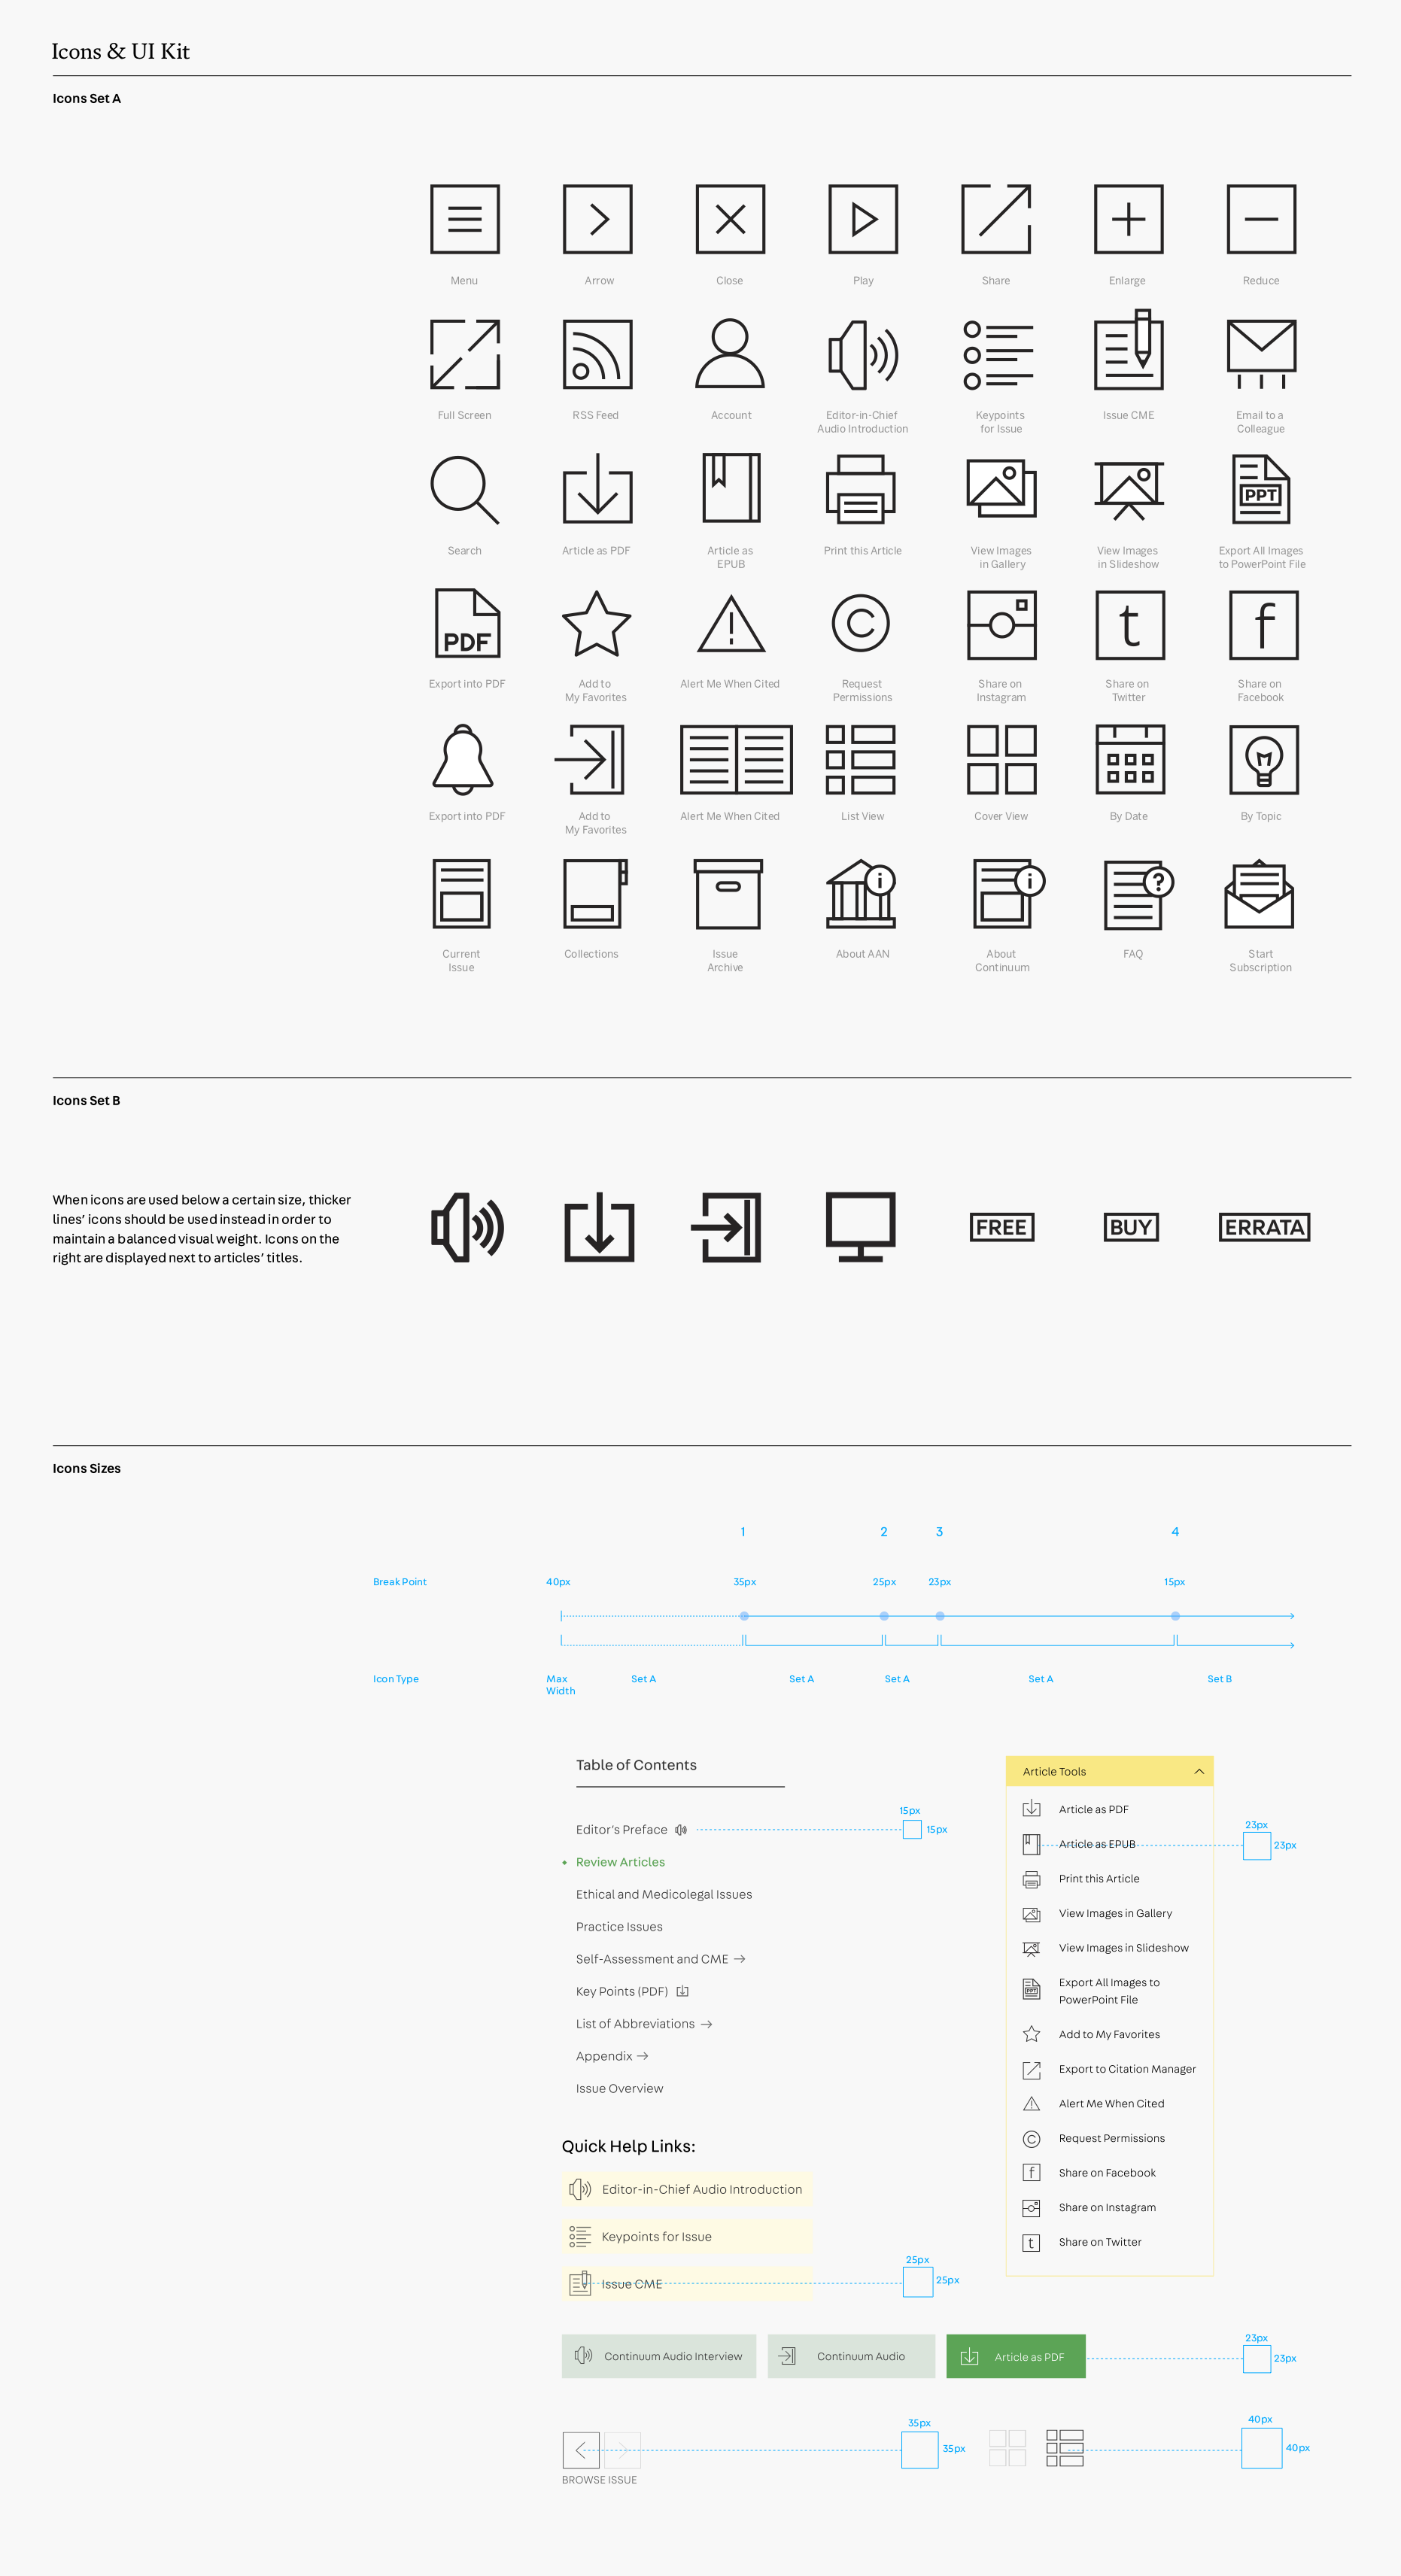 Icons & UI Kit
Icons Set A
Menu
Arrow
Close
Play
Share
Enlarge
Reduce
Full Screen
RSS Feed
Account
Editor-in-Chief
Audio Introduction
Keypoints
for Issue
Issue CME
Email to a
Colleague
PPT
Search
Article as PDF
Article as
EPUB
Print this Article
View Images
in Gallery
View Images
in Slideshow
Export All Images
to PowerPoint File
PDF
C
t
f
Export into PDF
Add to
My Favorites
Alert Me When Cited
Request
Permissions
Share on
Instagram
Share on
Twitter
Share on
Facebook
Export into PDF
Add to
My Favorites
Alert Me When Cited
List View
Cover View
By Date
By Topic
i
i
?
Current
Issue
Collections
Issue
Archive
About AAN
About
Continuum
FAQ
Start
Subscription
Icons Set B
When icons are used below a certain size, thicker
lines’ icons should be used instead in order to
maintain a balanced visual weight. Icons on the
right are displayed next to articles’ titles.
FREE
BUY
ERRATA
Icons Sizes
1
2
3
4
Break Point
40px
35px
25px
23px
15px
Icon Type
Max
Width
Set A
Set A
Set A
Set A
Set B
Table of Contents
Editor’s Preface
15px
15px
Review Articles
Ethical and Medicolegal Issues
Practice Issues
Self-Assessment and CME
Key Points (PDF)
List of Abbreviations
Appendix
Issue Overview
Article Tools
Article as PDF
Article as EPUB
23px
23px
Print this Article
View Images in Gallery
View Images in Slideshow
PPT
Export All Images to
PowerPoint File
Add to My Favorites
Export to Citation Manager
Alert Me When Cited
C
Request Permissions
f
Share on Facebook
Share on Instagram
t
Share on Twitter
Quick Help Links:
Editor-in-Chief Audio Introduction
Keypoints for Issue
Issue CME
25px
25px
Continuum Audio Interview
Continuum Audio
Article as PDF
23px
23px
35px
35px
40px
40px
BROWSE ISSUE